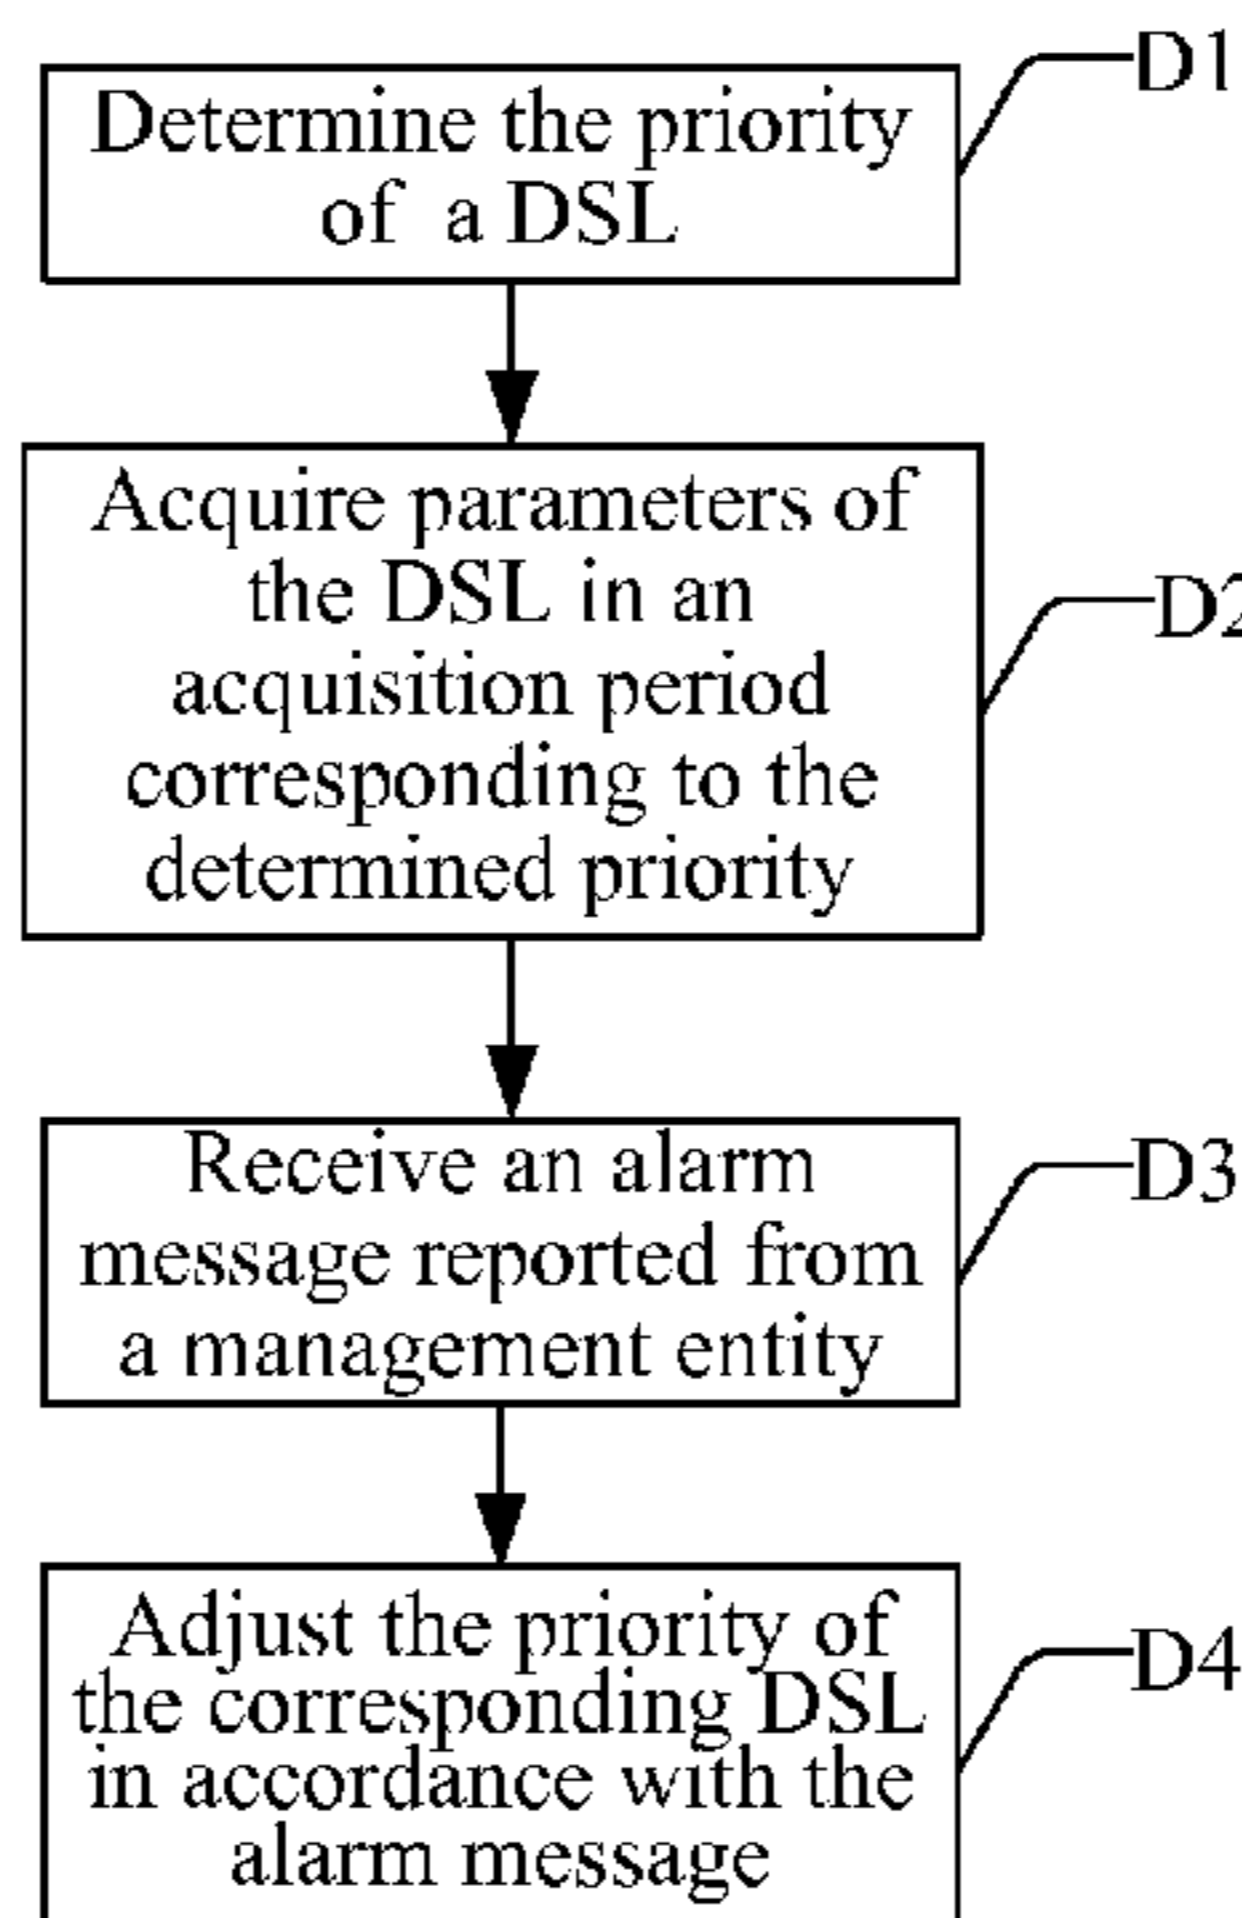 D1
Determine the priority
of a DSL
Acquire parameters of
the DSL in an
acquisition period
corresponding to the
determined priority
D2
Receive an alarm
message reported from
a management entity
D3
Adjust the priority of
the corresponding DSL
in accordance with the
alarm message
D4